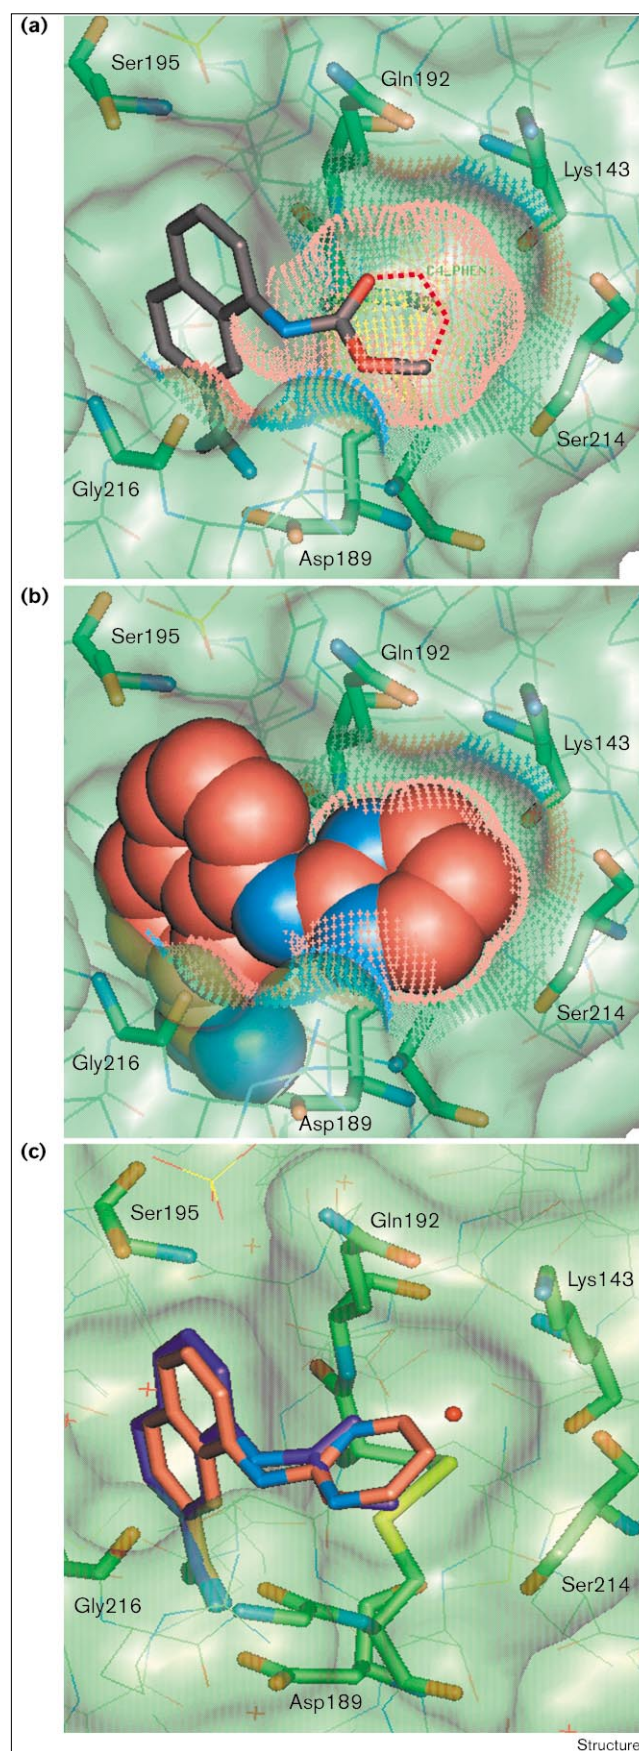 (a)
Ser195
Gln192
Lys143
C4_PHEN:
Ser214
Gly216
Asp189
(b)
Ser195
Gln192
Lys143
Ser214
Gly216
Asp189
(c)
Ser195
Gln192
Lys143
Gly216
Ser214
Asp189
Structure